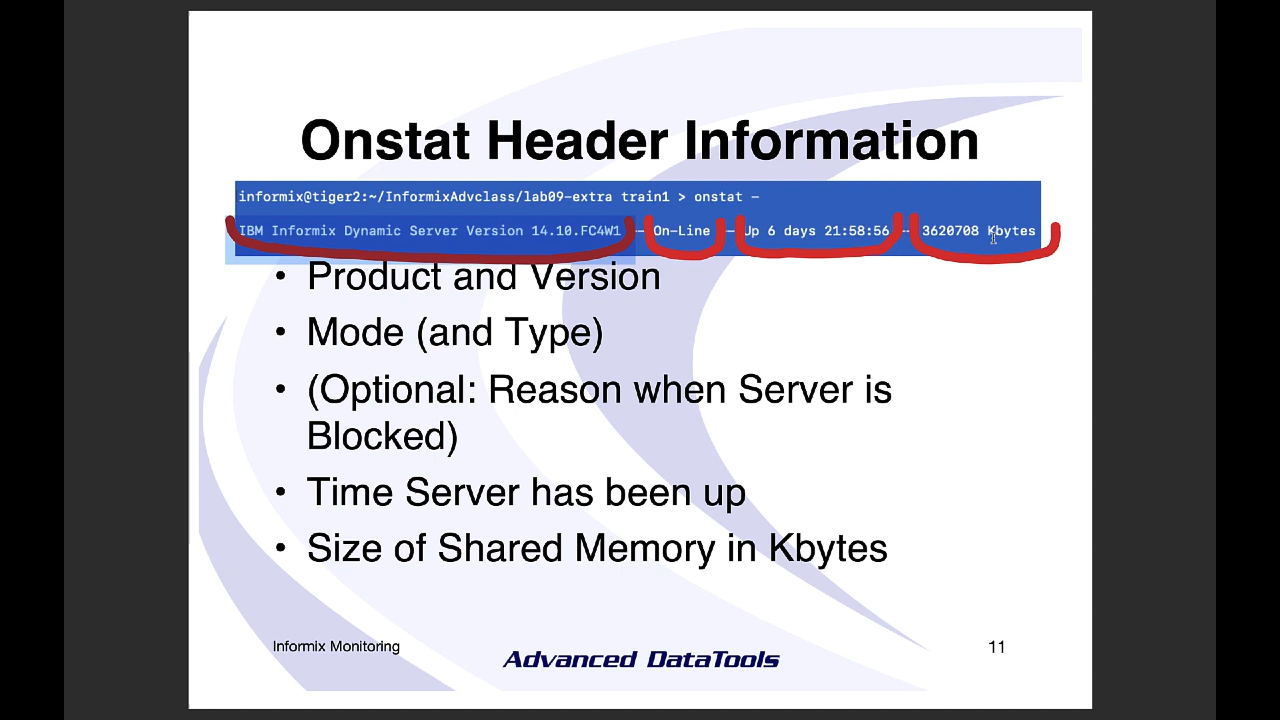 Onstat Header Information
informix@tiger2:~/InformixAdvclass/lab09-extra train1 > onstat -
IBM Informix Dynamic Server Version 14.10.FC4W1 -- On-Line -- Up 6 days 21:58:56 -- 3620708 Kbytes
• Product and Version
• Mode (and Type)
• (Optional: Reason when Server is
Blocked)
• Time Server has been up
• Size of Shared Memory in Kbytes
Informix Monitoring
Advanced DataTools
11